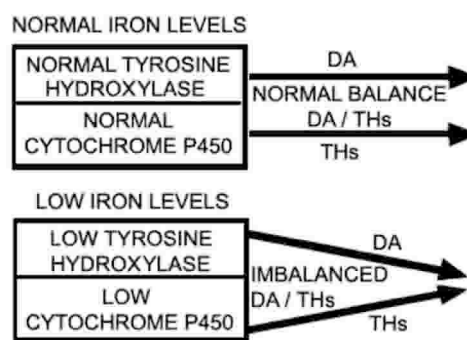 NORMAL IRON LEVELS
NORMAL TYROSINE
HYDROXYLASE
NORMAL
CYTOCHROME P450
DA
NORMAL BALANCE
DA / THs
THs
LOW IRON LEVELS
LOW TYROSINE
HYDROXYLASE
LOW
CYTOCHROME P450
DA
IMBALANCED
DA / THs
THs